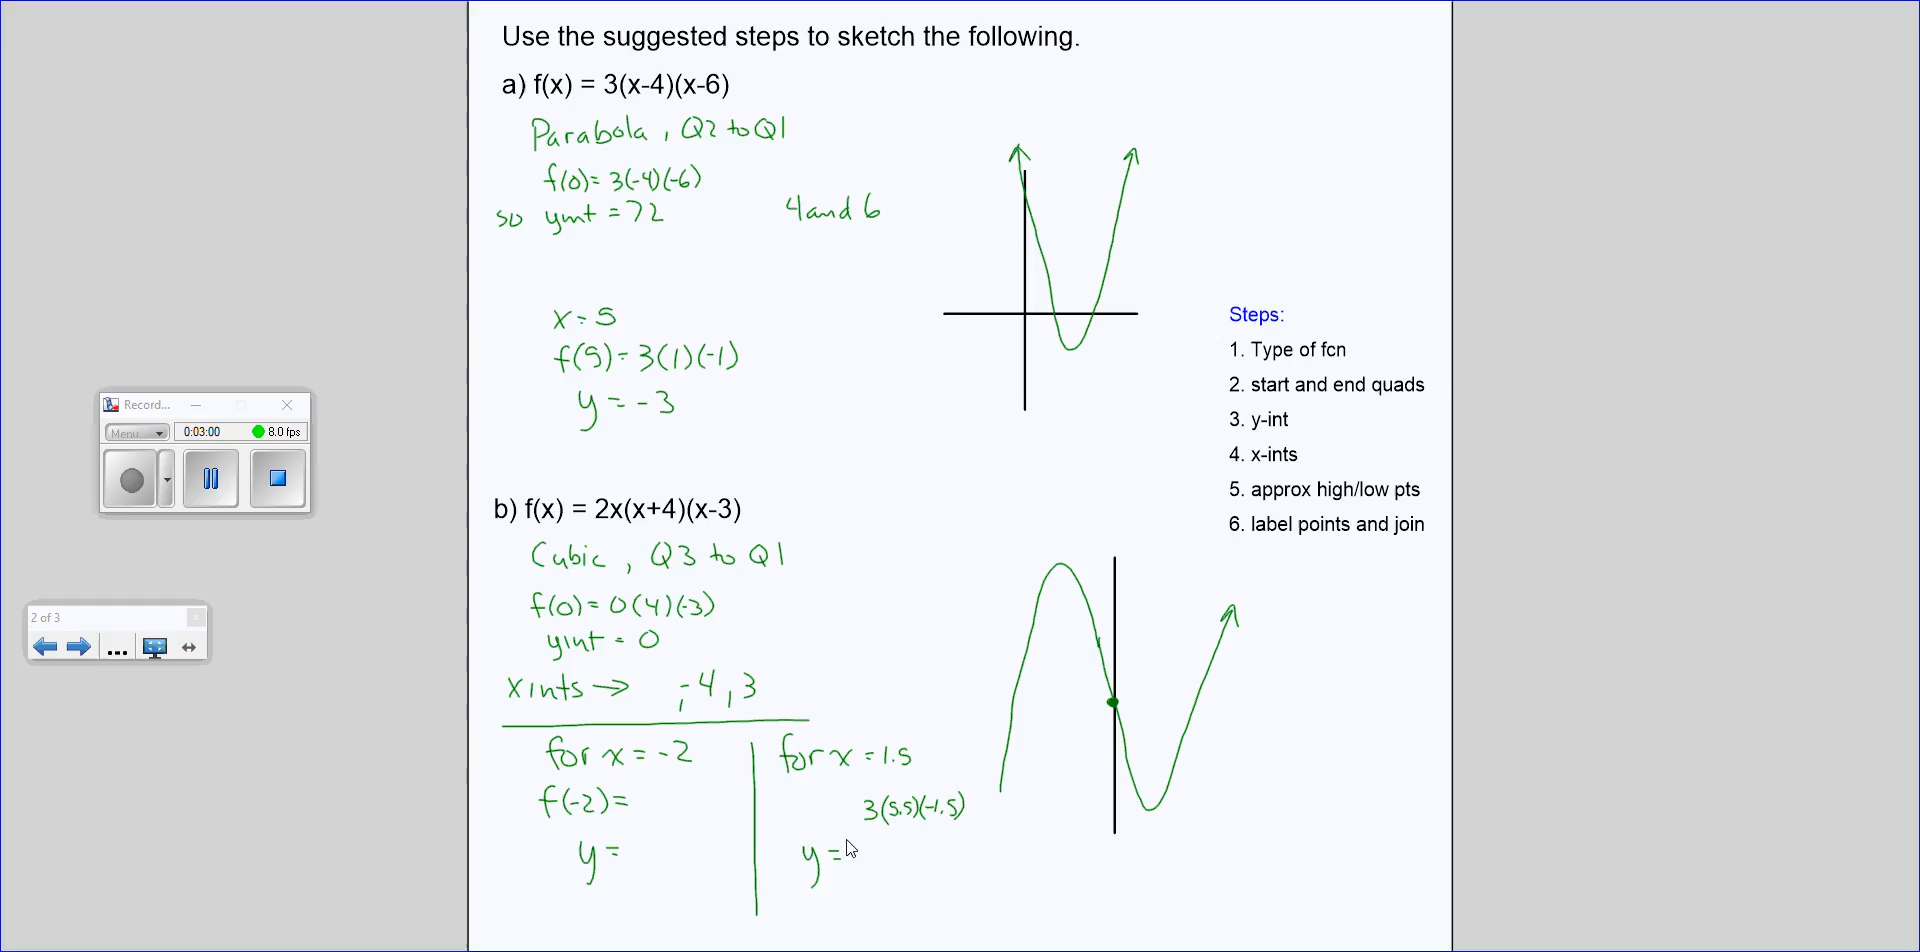 Use the suggested steps to sketch the following.
a) f(x) = 3(x-4)(x-6)
Parabola, Q2 to Q1
f(0)= 3(-4)(-6)
so yint = 72
4 and 6
x = 5
f(5) = 3(1)(-1)
y = -3
Steps:
1. Type of fcn
2. start and end quads
3. y-int
4. x-ints
5. approx high/low pts
6. label points and join
b) f(x) = 2x(x+4)(x-3)
Cubic, Q3 to Q1
f(0)= 0(4)(-3)
yint = 0
xints → , -4, 3
for x = -2
f(-2)=
y =
for x = 1.5
3(5.5)(-1.5)
y =
Record...
Menu
0:03:00
8.0 fps
2 of 3
...